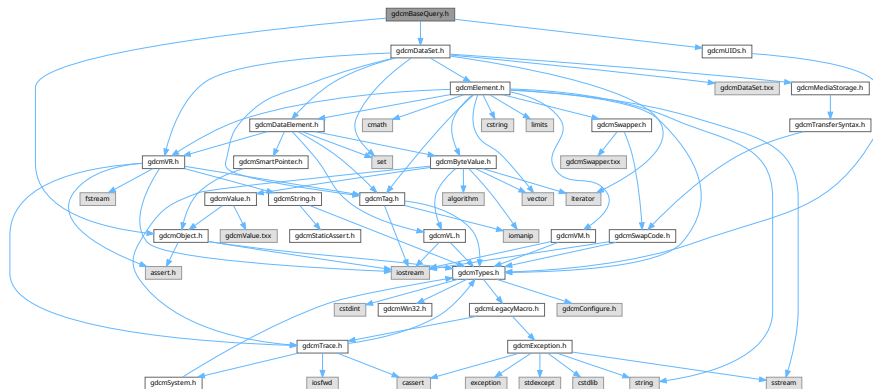 gdcmBaseQuery.h
gdcmDataSet.h
gdcmUIDs.h
gdcmElement.h
gdcmDataSet.txx
gdcmMediaStorage.h
gdcmDataElement.h
cmath
cstring
limits
gdcmSwapper.h
gdcmTransferSyntax.h
gdcmVR.h
gdcmSmartPointer.h
set
gdcmByteValue.h
gdcmSwapper.txx
fstream
gdcmValue.h
gdcmString.h
gdcmTag.h
algorithm
vector
iterator
gdcmObject.h
gdcmValue.txx
gdcmStaticAssert.h
gdcmVL.h
iomanip
gdcmVM.h
gdcmSwapCode.h
assert.h
iostream
gdcmTypes.h
cstdint
gdcmWin32.h
gdcmLegacyMacro.h
gdcmConfigure.h
gdcmTrace.h
gdcmException.h
gdcmSystem.h
iosfwd
cassert
exception
stdexcept
cstdlib
string
sstream